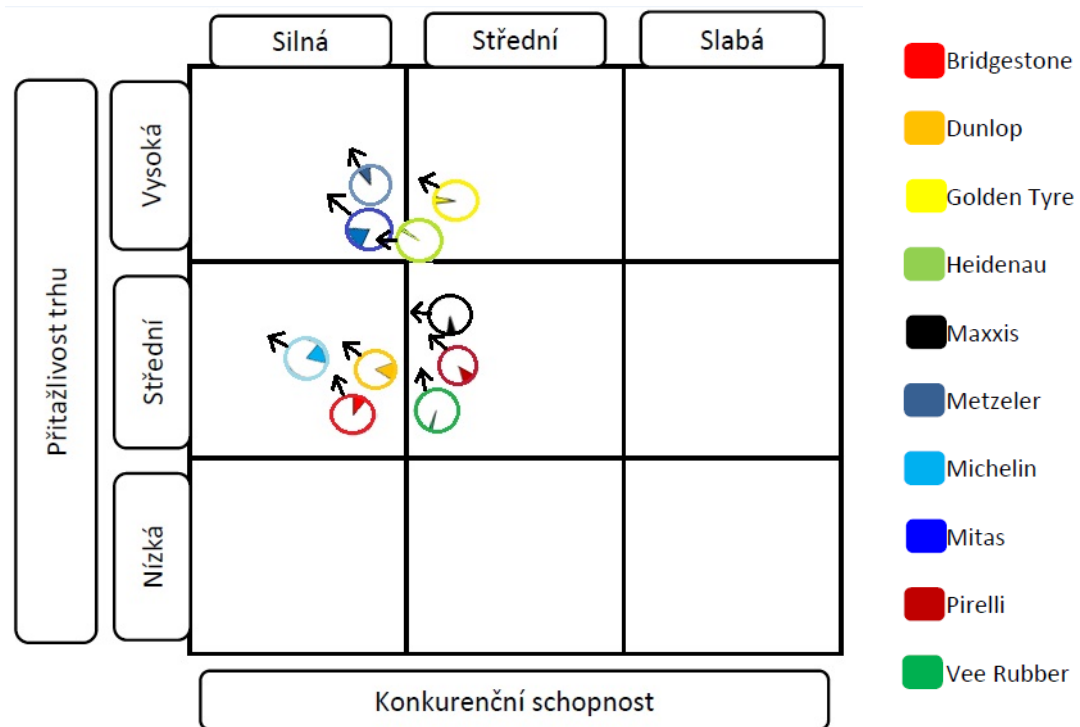 Silná
Střední
Slabá
Přitažlivost trhu
Vysoká
Střední
Nízká
Konkurenční schopnost
Bridgestone
Dunlop
Golden Tyre
Heidenau
Maxxis
Metzeler
Michelin
Mitas
Pirelli
Vee Rubber